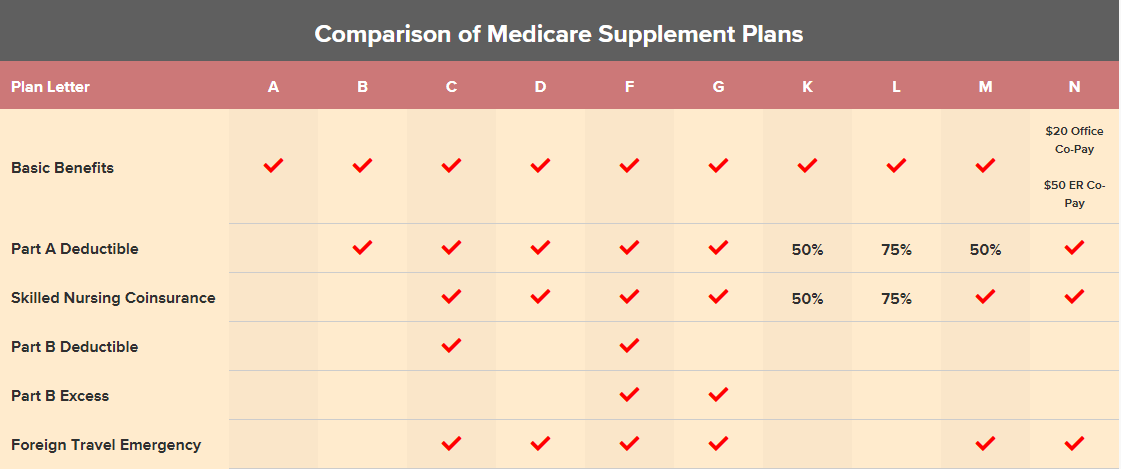 Comparison of Medicare Supplement Plans
Plan Letter A B C D F G K L M N
Basic Benefits ✓ ✓ ✓ ✓ ✓ ✓ ✓ ✓ ✓ $20 Office
Co-Pay
$50 ER Co-
Pay
Part A Deductible ✓ ✓ ✓ ✓ ✓ 50% 75% 50% ✓
Skilled Nursing Coinsurance ✓ ✓ ✓ ✓ 50% 75% ✓ ✓
Part B Deductible ✓ ✓
Part B Excess ✓ ✓
Foreign Travel Emergency ✓ ✓ ✓ ✓ ✓ ✓